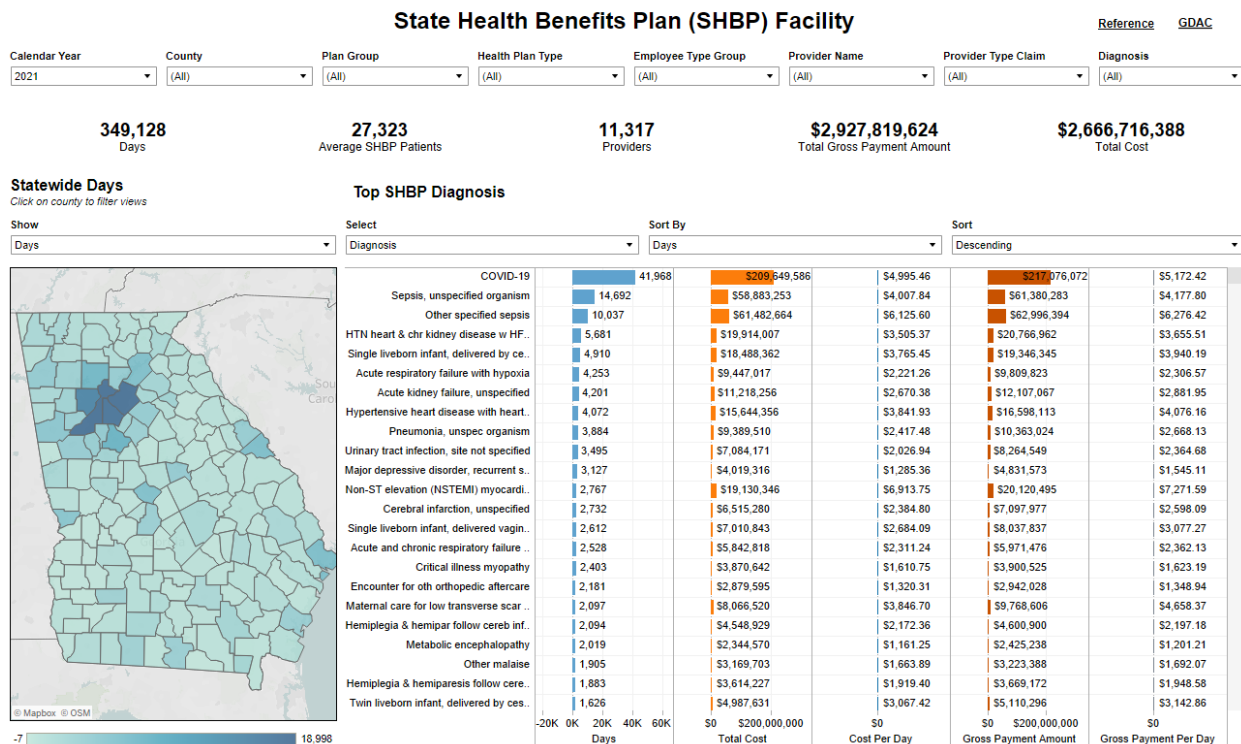 State Health Benefits Plan (SHBP) Facility
Reference GDAC
Calendar Year County Plan Group Health Plan Type Employee Type Group Provider Name Provider Type Claim Diagnosis
2021 (All) (All) (All) (All) (All) (All) (All)
349,128 27,323 11,317 $2,927,819,624 $2,666,716,388
Days Average SHBP Patients Providers Total Gross Payment Amount Total Cost
Statewide Days
Click on county to filter views
Top SHBP Diagnosis
Show Select Sort By Sort
Days Diagnosis Days Descending
COVID-19 41,968 $209,649,586 $4,995.46 $217,076,072 $5,172.42
Sepsis, unspecified organism 14,692 $58,883,253 $4,007.84 $61,380,283 $4,177.80
Other specified sepsis 10,037 $61,482,664 $6,125.60 $62,996,394 $6,276.42
HTN heart & chr kidney disease w HF.. 5,681 $19,914,007 $3,505.37 $20,766,962 $3,655.51
Single liveborn infant, delivered by ce.. 4,910 $18,488,362 $3,765.45 $19,346,345 $3,940.19
Acute respiratory failure with hypoxia 4,253 $9,447,017 $2,221.26 $9,809,823 $2,306.57
Acute kidney failure, unspecified 4,201 $11,218,256 $2,670.38 $12,107,067 $2,881.95
Hypertensive heart disease with heart.. 4,072 $15,644,356 $3,841.93 $16,598,113 $4,076.16
Pneumonia, unspec organism 3,884 $9,389,510 $2,417.48 $10,363,024 $2,668.13
Urinary tract infection, site not specified 3,495 $7,084,171 $2,026.94 $8,264,549 $2,364.68
Major depressive disorder, recurrent s.. 3,127 $4,019,316 $1,285.36 $4,831,573 $1,545.11
Non-ST elevation (NSTEMI) myocardi.. 2,767 $19,130,346 $6,913.75 $20,120,495 $7,271.59
Cerebral infarction, unspecified 2,732 $6,515,280 $2,384.80 $7,097,977 $2,598.09
Single liveborn infant, delivered vagin.. 2,612 $7,010,843 $2,684.09 $8,037,837 $3,077.27
Acute and chronic respiratory failure .. 2,528 $5,842,818 $2,311.24 $5,971,476 $2,362.13
Critical illness myopathy 2,403 $3,870,642 $1,610.75 $3,900,525 $1,623.19
Encounter for oth orthopedic aftercare 2,181 $2,879,595 $1,320.31 $2,942,028 $1,348.94
Maternal care for low transverse scar .. 2,097 $8,066,520 $3,846.70 $9,768,606 $4,658.37
Hemiplegia & hemipar follow cereb inf.. 2,094 $4,548,929 $2,172.36 $4,600,900 $2,197.18
Metabolic encephalopathy 2,019 $2,344,570 $1,161.25 $2,425,238 $1,201.21
Other malaise 1,905 $3,169,703 $1,663.89 $3,223,388 $1,692.07
Hemiplegia & hemiparesis follow cere.. 1,883 $3,614,227 $1,919.40 $3,669,172 $1,948.58
Twin liveborn infant, delivered by ces.. 1,626 $4,987,631 $3,067.42 $5,110,296 $3,142.86
© Mapbox © OSM
-20K 0K 20K 40K 60K $0 $200,000,000 $0 $0 $200,000,000 $0
-7 18,998 Days Total Cost Cost Per Day Gross Payment Amount Gross Payment Per Day